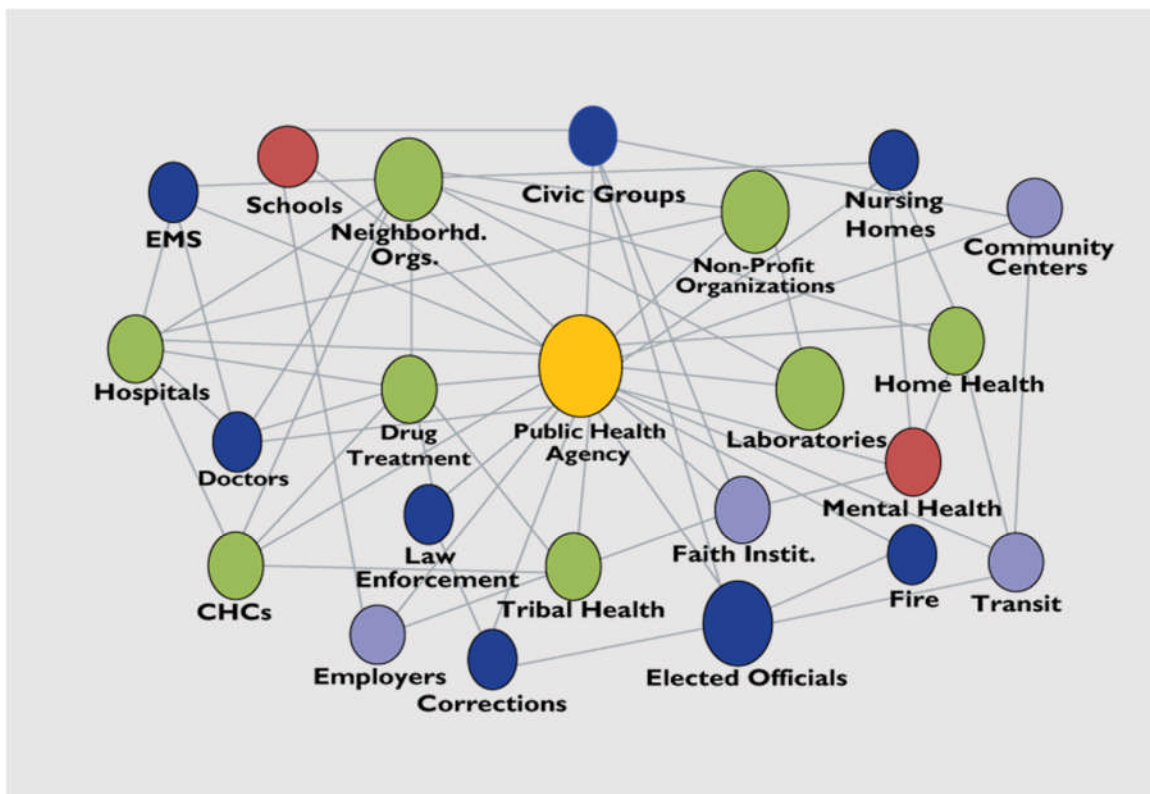 Civic Groups
Schools
Nursing
Homes
EMS
Neighborhd.
Orgs.
Community
Centers
Non-Profit
Organizations
Hospitals
Home Health
Drug
Treatment
Public Health
Agency
Laboratories
Doctors
Mental Health
Law
Enforcement
Faith Instit.
CHCs
Tribal Health
Fire
Transit
Employers
Elected Officials
Corrections